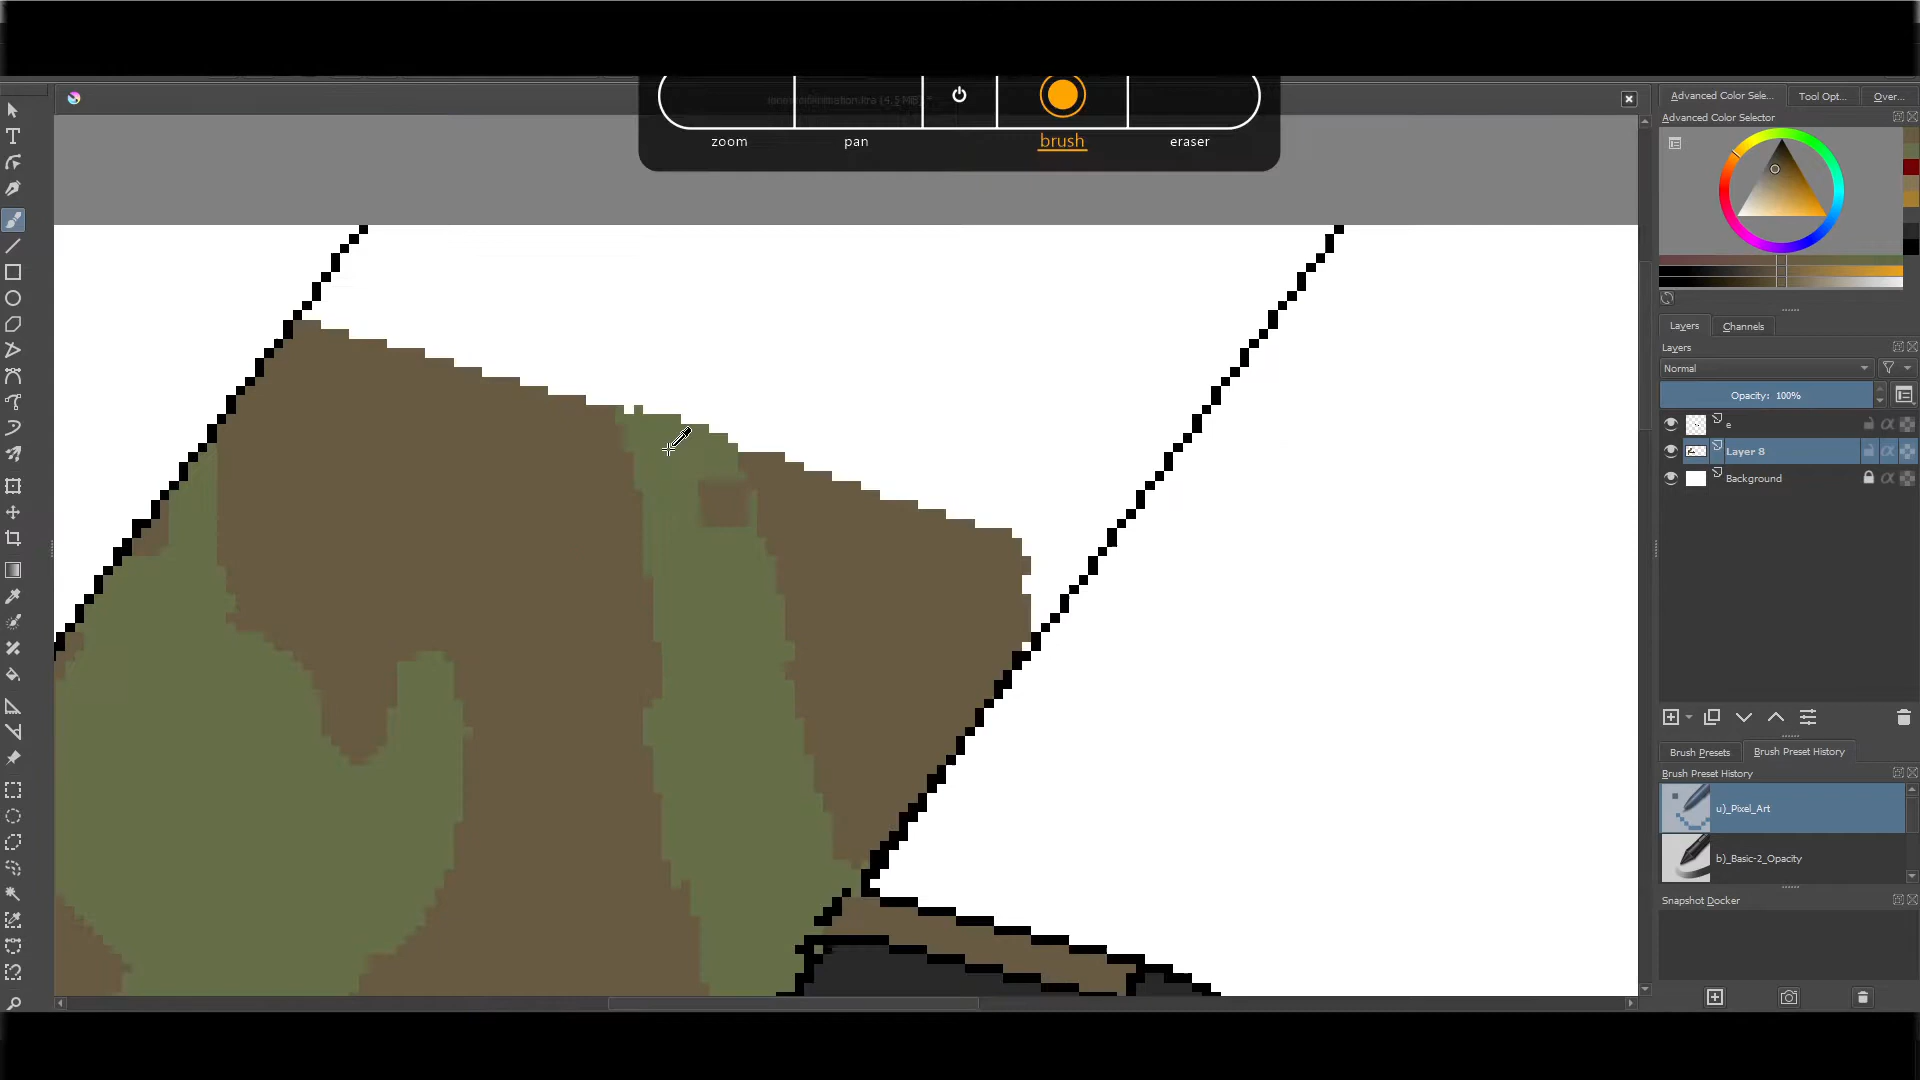 zoom
pan
brush
eraser
Advanced Color Sele...
Tool Opt...
Over...
Advanced Color Selector
Layers
Channels
Layers
Normal
Opacity: 100%
e
Layer 8
Background
Brush Presets
Brush Preset History
Brush Preset History
u)_Pixel_Art
b)_Basic-2_Opacity
Snapshot Docker